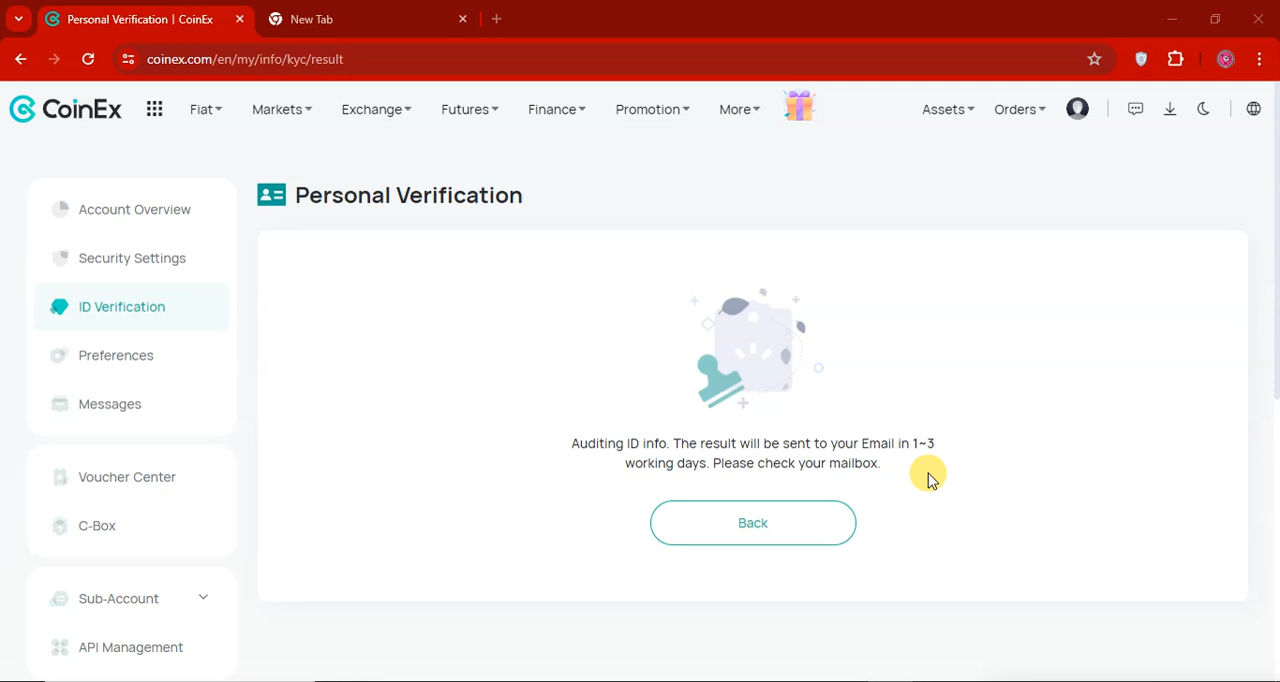 Personal Verification | CoinEx
New Tab
coinex.com/en/my/info/kyc/result
CoinEx
Fiat
Markets
Exchange
Futures
Finance
Promotion
More
Assets
Orders
Account Overview
Security Settings
ID Verification
Preferences
Messages
Voucher Center
C-Box
Sub-Account
API Management
Personal Verification
Auditing ID info. The result will be sent to your Email in 1~3
working days. Please check your mailbox.
Back